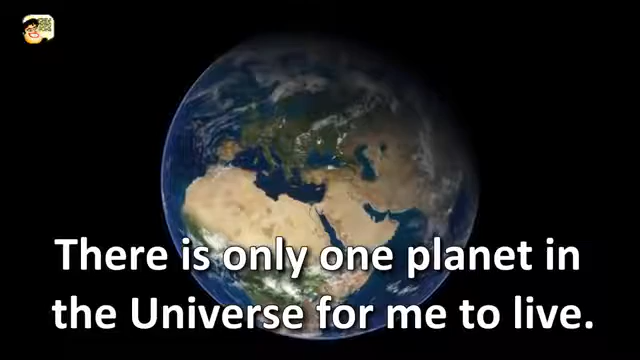 There is only one planet in
the Universe for me to live.